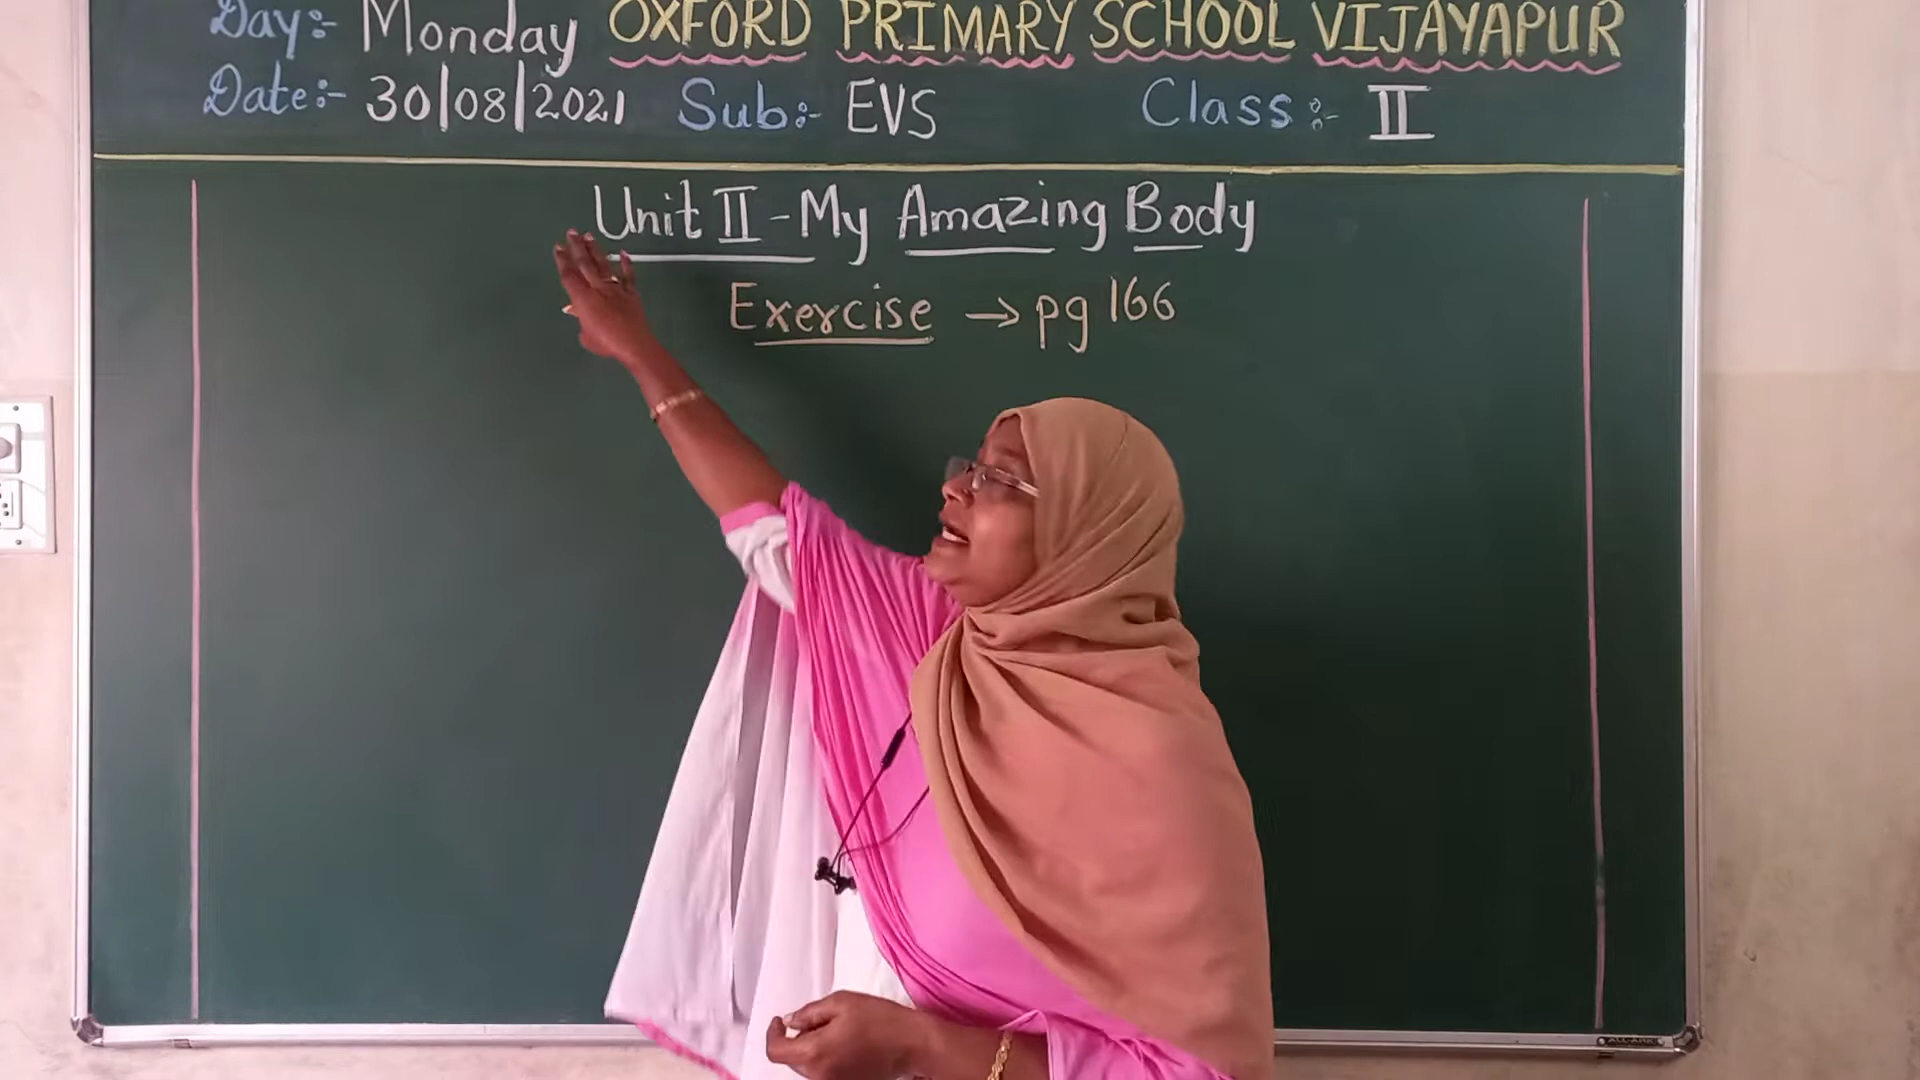 Day:- Monday OXFORD PRIMARY SCHOOL VIJAYAPUR
Date:- 30/08/2021 Sub:- EVS Class:- II
Unit II - My Amazing Body
Exercise → pg 166